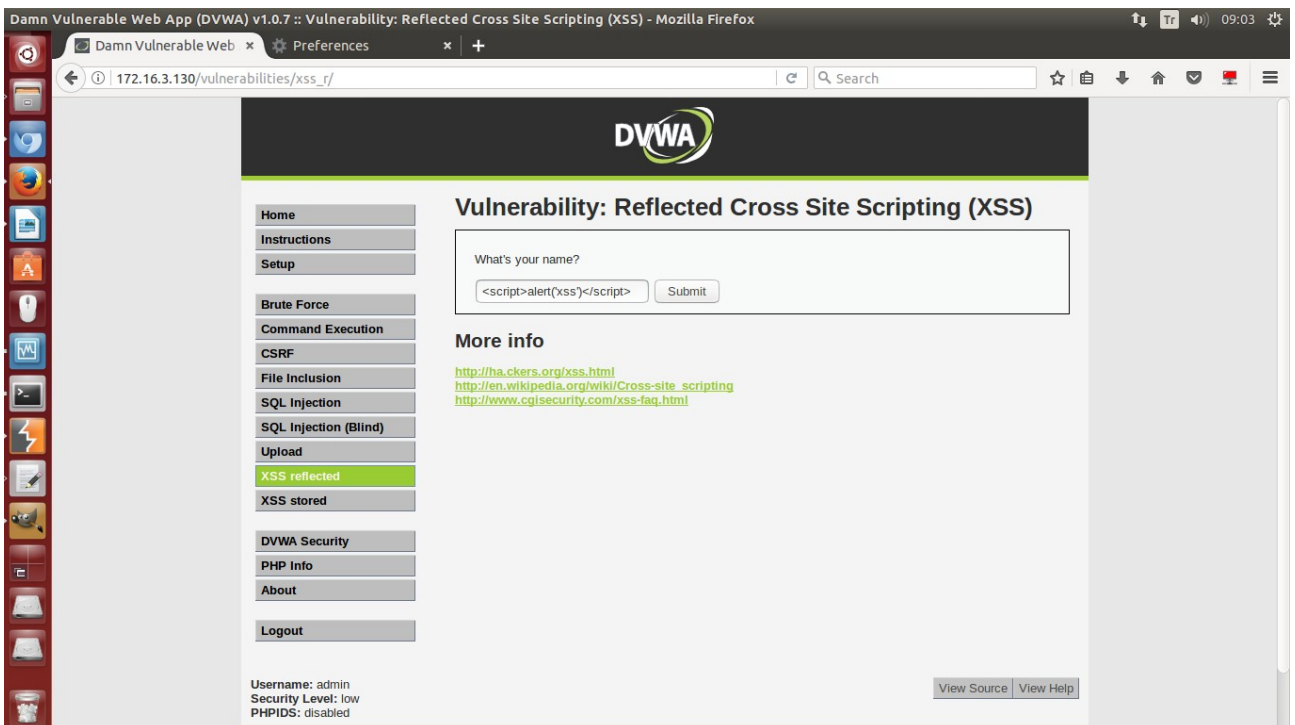 Damn Vulnerable Web App (DVWA) v1.0.7 :: Vulnerability: Reflected Cross Site Scripting (XSS) - Mozilla Firefox
Tr
09:03
Damn Vulnerable Web
Preferences
172.16.3.130/vulnerabilities/xss_r/
Search
DVWA
Home
Instructions
Setup
Brute Force
Command Execution
CSRF
File Inclusion
SQL Injection
SQL Injection (Blind)
Upload
XSS reflected
XSS stored
DVWA Security
PHP Info
About
Logout
Vulnerability: Reflected Cross Site Scripting (XSS)
What's your name?
<script>alert('xss')</script>
Submit
More info
http://ha.ckers.org/xss.html
http://en.wikipedia.org/wiki/Cross-site_scripting
http://www.cgisecurity.com/xss-faq.html
Username: admin
Security Level: low
PHPIDS: disabled
View Source
View Help